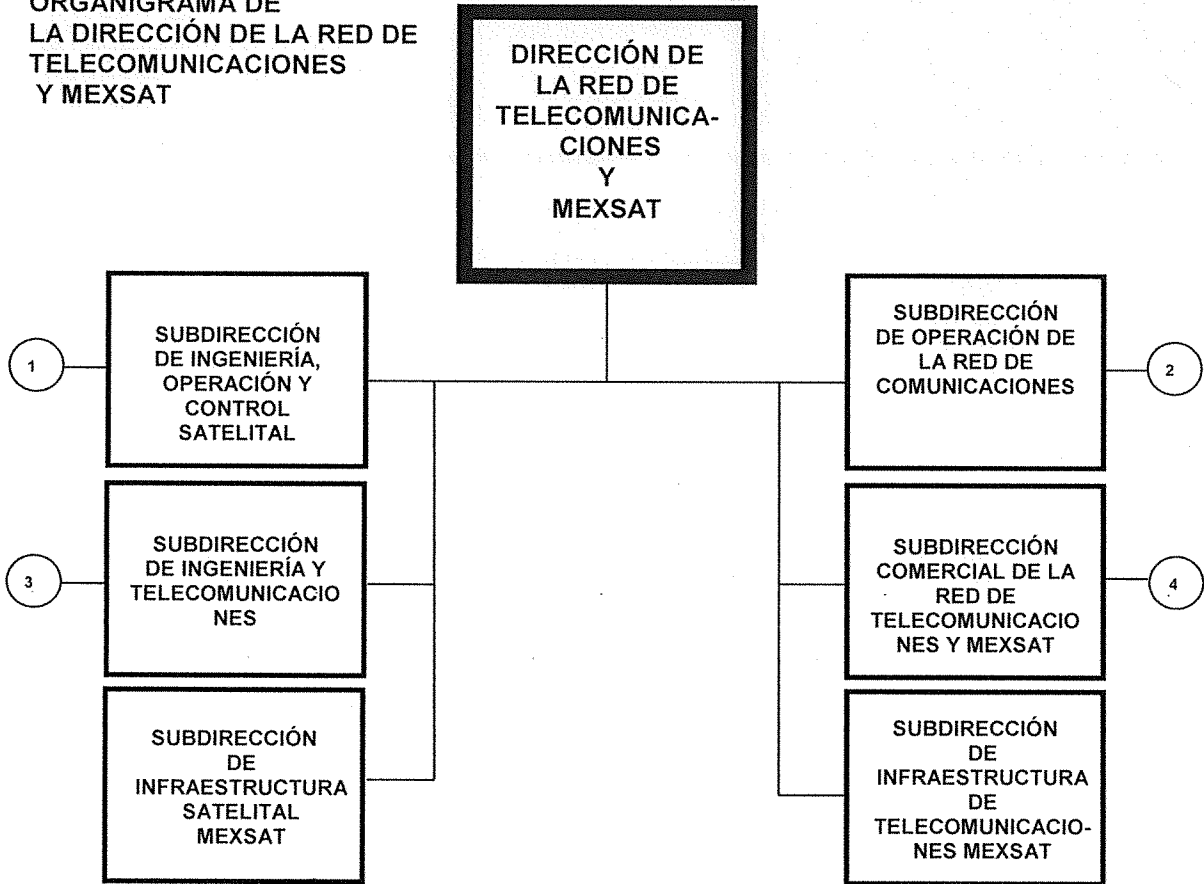 ORGANIGRAMA DE
LA DIRECCIÓN DE LA RED DE
TELECOMUNICACIONES
Y MEXSAT
DIRECCIÓN DE
LA RED DE
TELECOMUNICA-
CIONES
Y
MEXSAT
1
SUBDIRECCIÓN
DE INGENIERÍA,
OPERACIÓN Y
CONTROL
SATELITAL
SUBDIRECCIÓN
DE OPERACIÓN DE
LA RED DE
COMUNICACIONES
2
3
SUBDIRECCIÓN
DE INGENIERÍA Y
TELECOMUNICACIO
NES
SUBDIRECCIÓN
COMERCIAL DE LA
RED DE
TELECOMUNICACIO
NES Y MEXSAT
4
SUBDIRECCIÓN
DE
INFRAESTRUCTURA
SATELITAL
MEXSAT
SUBDIRECCIÓN
DE
INFRAESTRUCTURA
DE
TELECOMUNICACIO-
NES MEXSAT